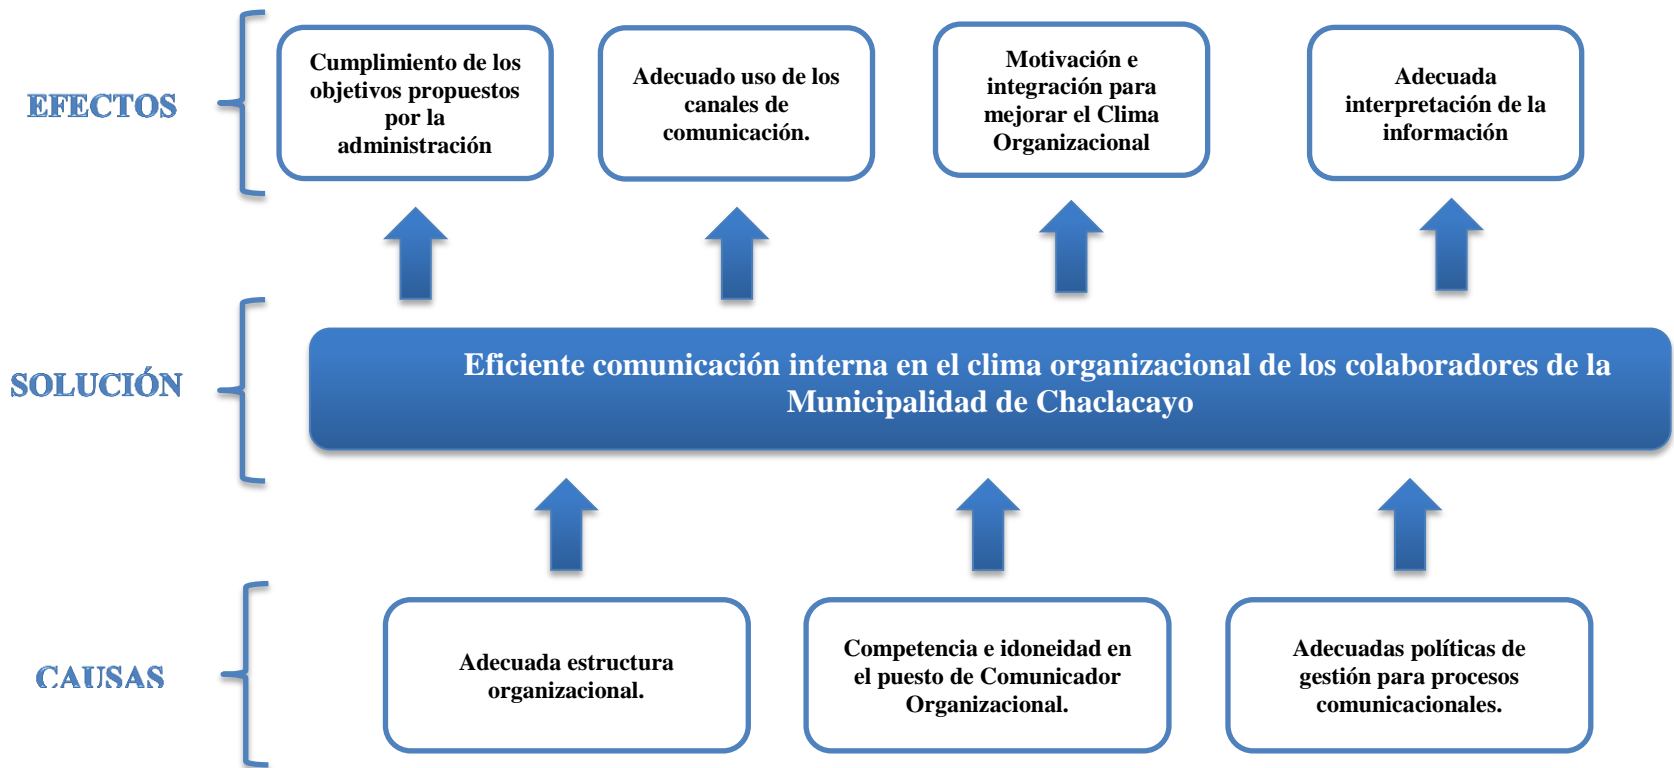 EFECTOS
Cumplimiento de los
objetivos propuestos
por la
administración
Adecuado uso de los
canales de
comunicación.
Motivación e
integración para
mejorar el Clima
Organizacional
Adecuada
interpretación de la
información
SOLUCIÓN
Eficiente comunicación interna en el clima organizacional de los colaboradores de la
Municipalidad de Chaclacayo
CAUSAS
Adecuada estructura
organizacional.
Competencia e idoneidad en
el puesto de Comunicador
Organizacional.
Adecuadas políticas de
gestión para procesos
comunicacionales.